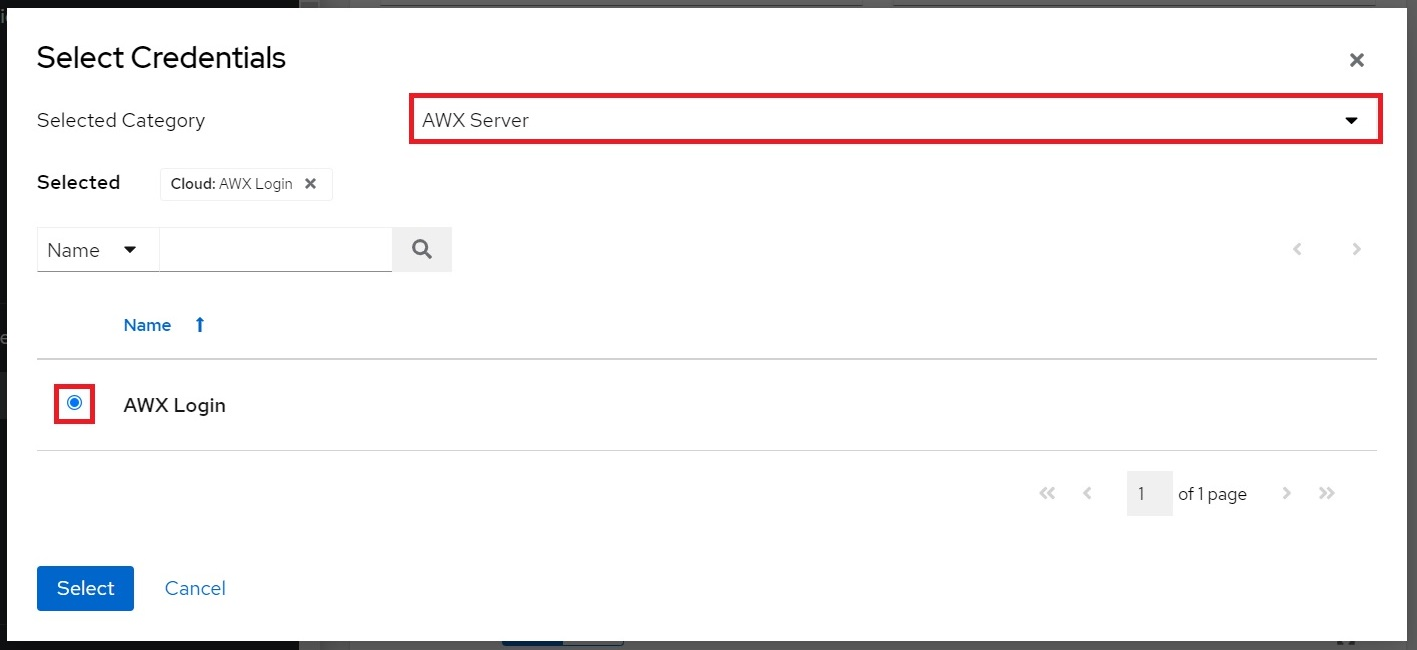 Select Credentials
Selected Category AWX Server
Selected Cloud: AWX Login
Name
Name
AWX Login
1 of 1 page
Select Cancel